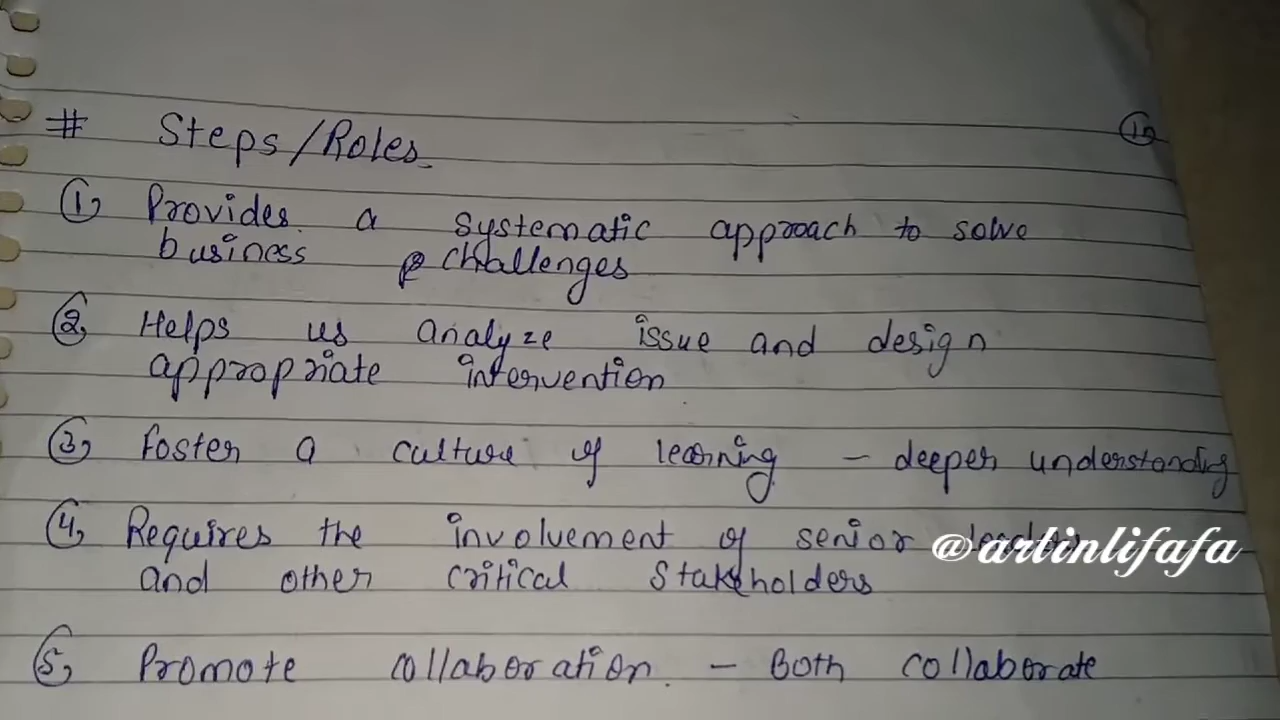 # Steps/Roles
① Provides a systematic approach to solve
business challenges
② Helps us analyze issue and design
appropriate intervention
③ Foster a culture of learning - deeper understanding
④ Requires the involvement of senior @artinlifafa
and other critical stakeholders
⑤ Promote collaboration. - Both collaborate